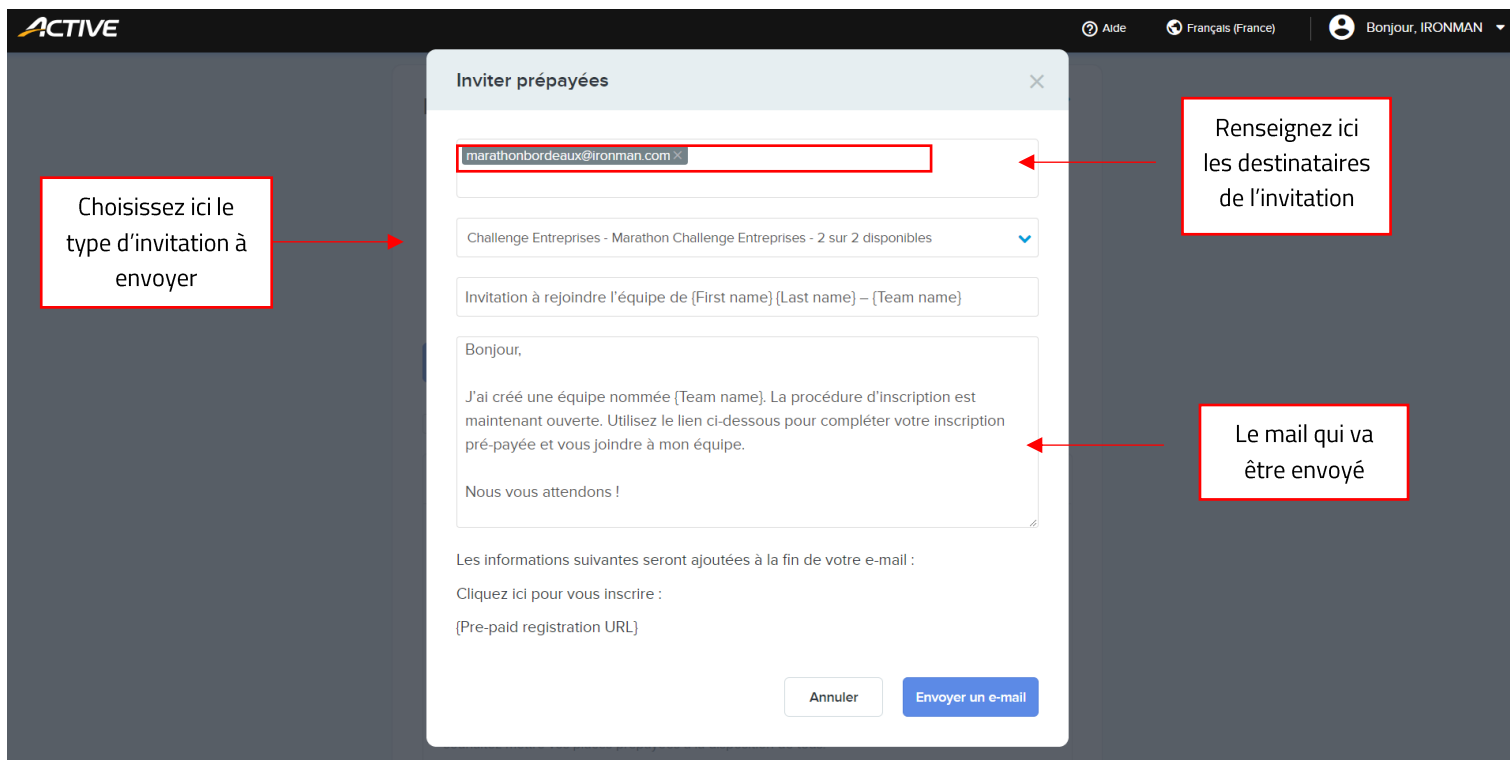 ACTIVE
Aide
Français (France)
Bonjour, IRONMAN
Inviter prépayées
marathonbordeaux@ironman.com
Renseignez ici
les destinataires
de l’invitation
Choisissez ici le
type d’invitation à
envoyer
Challenge Entreprises - Marathon Challenge Entreprises - 2 sur 2 disponibles
Invitation à rejoindre l’équipe de {First name} {Last name} – {Team name}
Bonjour,
J’ai créé une équipe nommée {Team name}. La procédure d’inscription est
maintenant ouverte. Utilisez le lien ci-dessous pour compléter votre inscription
pré-payée et vous joindre à mon équipe.
Nous vous attendons !
Le mail qui va
être envoyé
Les informations suivantes seront ajoutées à la fin de votre e-mail :
Cliquez ici pour vous inscrire :
{Pre-paid registration URL}
Annuler
Envoyer un e-mail